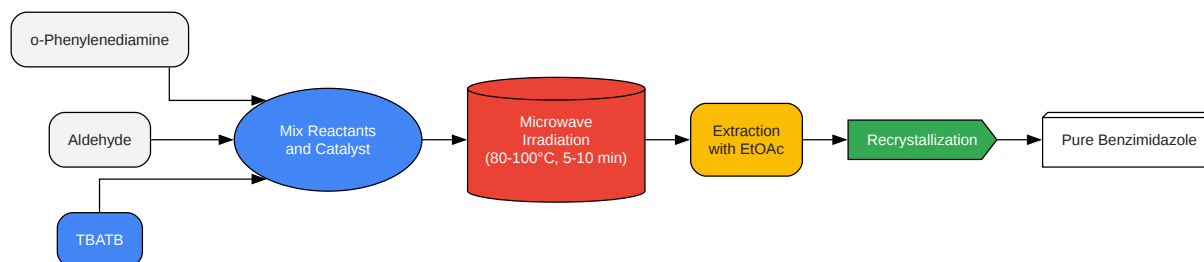 o-Phenylenediamine
Aldehyde
TBATB
Mix Reactants
and Catalyst
Microwave
Irradiation
(80-100°C, 5-10 min)
Extraction
with EtOAc
Recrystallization
Pure Benzimidazole